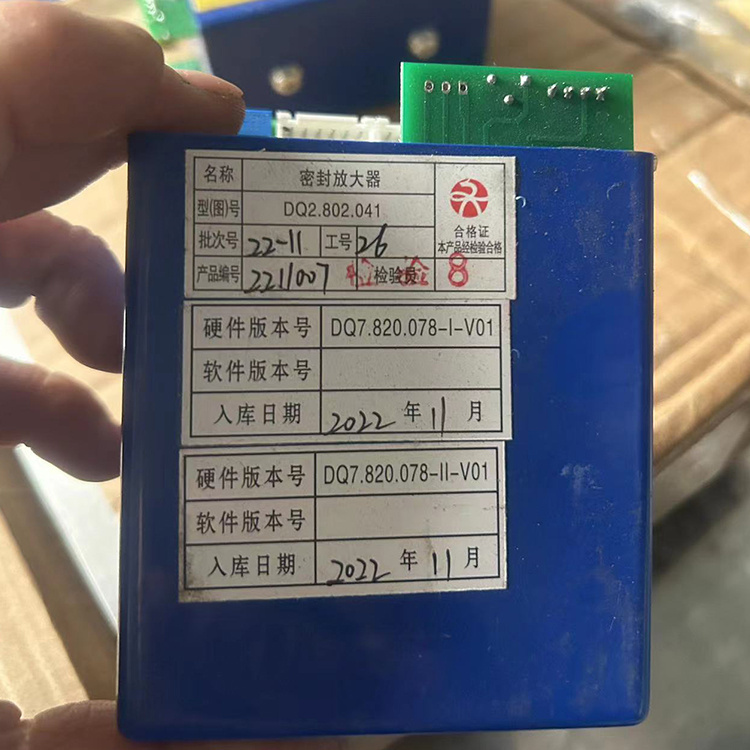 名称 密封放大器
型(图)号 DQ2.802.041
合格证
批次号 22-11 工号 26
本产品经检验合格
产品编号 2211007 检验员 8
硬件版本号 DQ7.820.078-I-V01
软件版本号
入库日期 2022 年 11 月
硬件版本号 DQ7.820.078-II-V01
软件版本号
入库日期 2022 年 11 月